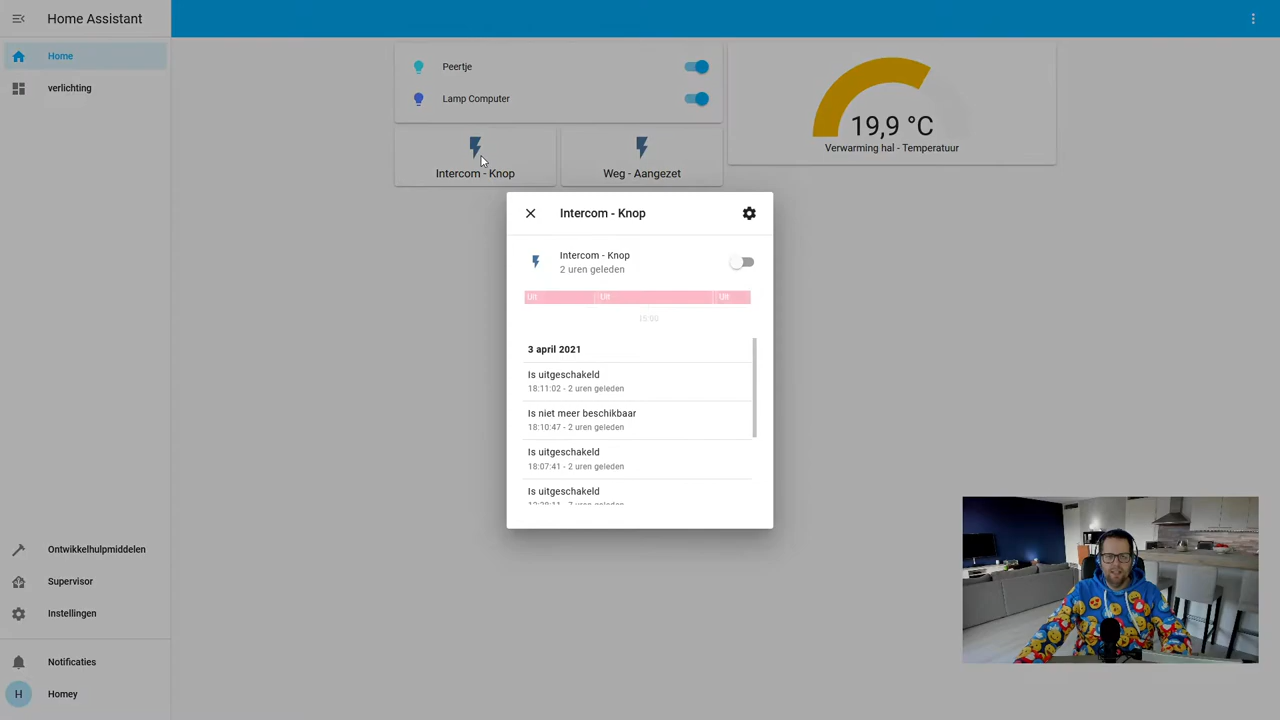 Home Assistant
Home
verlichting
Ontwikkelhulpmiddelen
Supervisor
Instellingen
Notificaties
H
Homey
Peertje
Lamp Computer
Intercom - Knop
Weg - Aangezet
19,9 °C
Verwarming hal - Temperatuur
Intercom - Knop
Intercom - Knop
2 uren geleden
Uit Uit Uit
15:00
3 april 2021
Is uitgeschakeld
18:11:02 - 2 uren geleden
Is niet meer beschikbaar
18:10:47 - 2 uren geleden
Is uitgeschakeld
18:07:41 - 2 uren geleden
Is uitgeschakeld